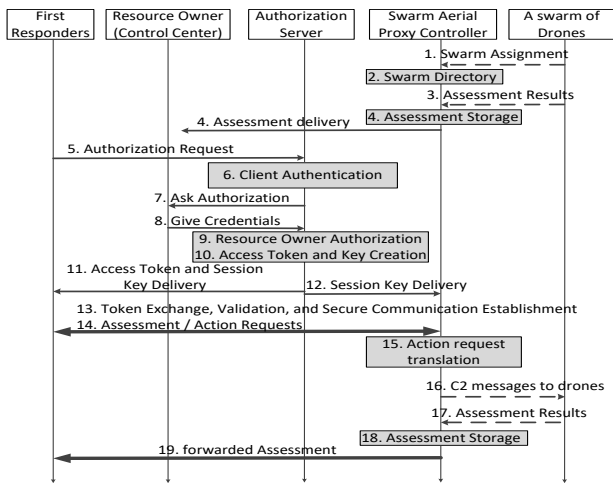 First
Responders
Resource Owner
(Control Center)
Authorization
Server
Swarm Aerial
Proxy Controller
A swarm of
Drones
1. Swarm Assignment
2. Swarm Directory
3. Assessment Results
4. Assessment Storage
4. Assessment delivery
5. Authorization Request
6. Client Authentication
7. Ask Authorization
8. Give Credentials
9. Resource Owner Authorization
10. Access Token and Key Creation
11. Access Token and Session
Key Delivery
12. Session Key Delivery
13. Token Exchange, Validation, and Secure Communication Establishment
14. Assessment / Action Requests
15. Action request
translation
16. C2 messages to drones
17. Assessment Results
18. Assessment Storage
19. forwarded Assessment